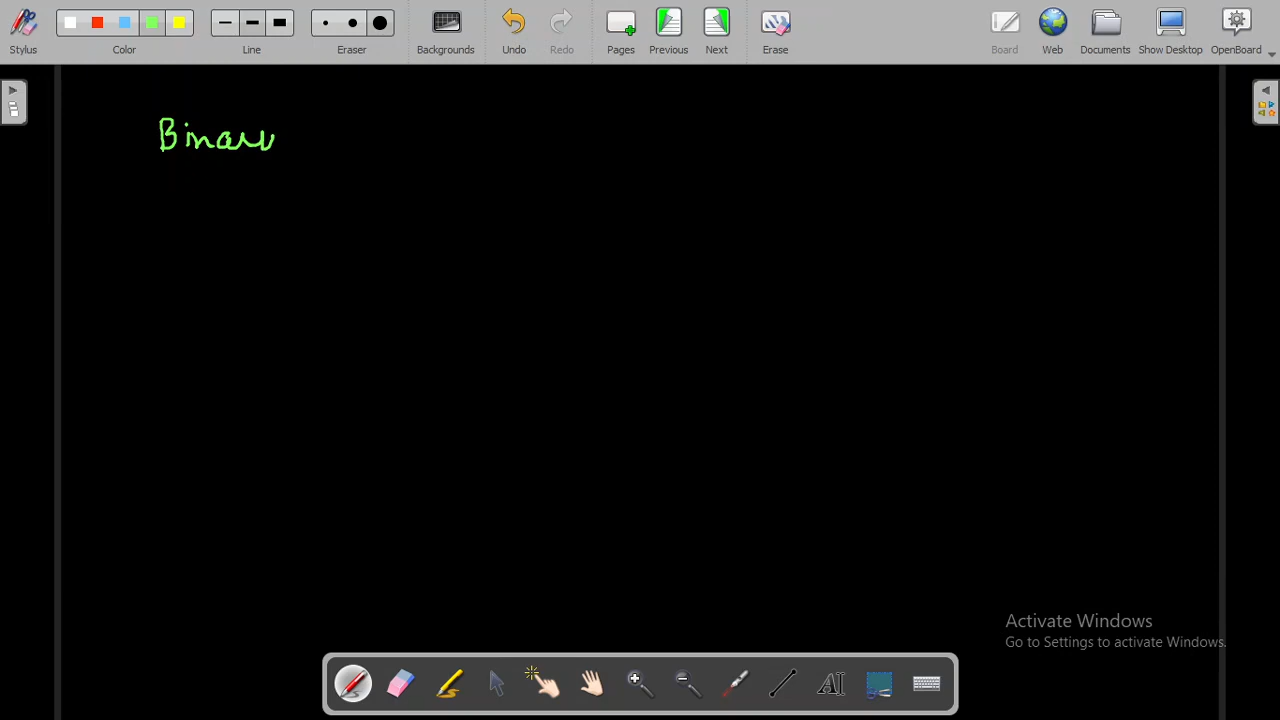 Stylus Color Line Eraser Backgrounds Undo Redo Pages Previous Next Erase Board Web Documents Show Desktop OpenBoard
Binary
Activate Windows
Go to Settings to activate Windows.
AI